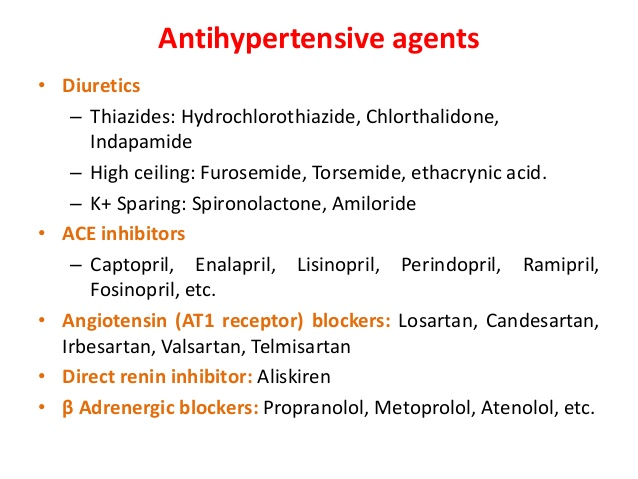 Antihypertensive agents
• Diuretics
– Thiazides: Hydrochlorothiazide, Chlorthalidone,
Indapamide
– High ceiling: Furosemide, Torsemide, ethacrynic acid.
– K+ Sparing: Spironolactone, Amiloride
• ACE inhibitors
– Captopril, Enalapril, Lisinopril, Perindopril, Ramipril,
Fosinopril, etc.
• Angiotensin (AT1 receptor) blockers: Losartan, Candesartan,
Irbesartan, Valsartan, Telmisartan
• Direct renin inhibitor: Aliskiren
• β Adrenergic blockers: Propranolol, Metoprolol, Atenolol, etc.